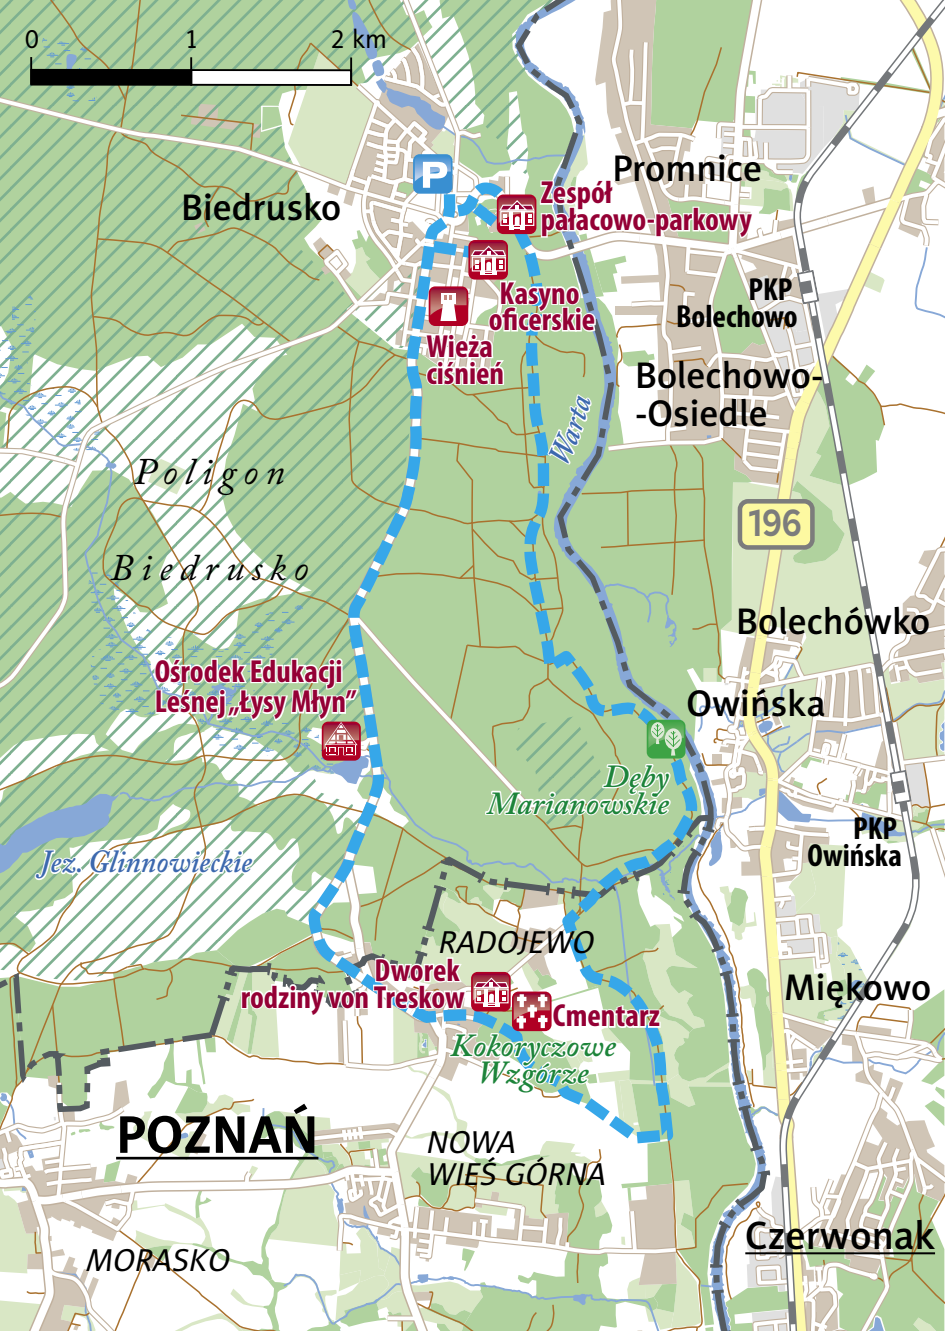 0 1 2 km
P
Promnice
Biedrusko
Zespół
pałacowo-parkowy
PKP
Bolechowo
Kasyno
oficerskie
Wieża
ciśnień
Bolechowo-
-Osiedle
Warta
Poligon
Biedrusko
196
Bolechówko
Ośrodek Edukacji
Leśnej „Łysy Młyn”
Owińska
Dęby
Marianowskie
PKP
Owińska
Jez. Glinnowieckie
RADOJEWO
Dworek
rodziny von Treskow
Miękowo
Cmentarz
Kokoryczowe
Wzgórze
POZNAŃ
NOWA
WIEŚ GÓRNA
Czerwonak
MORASKO